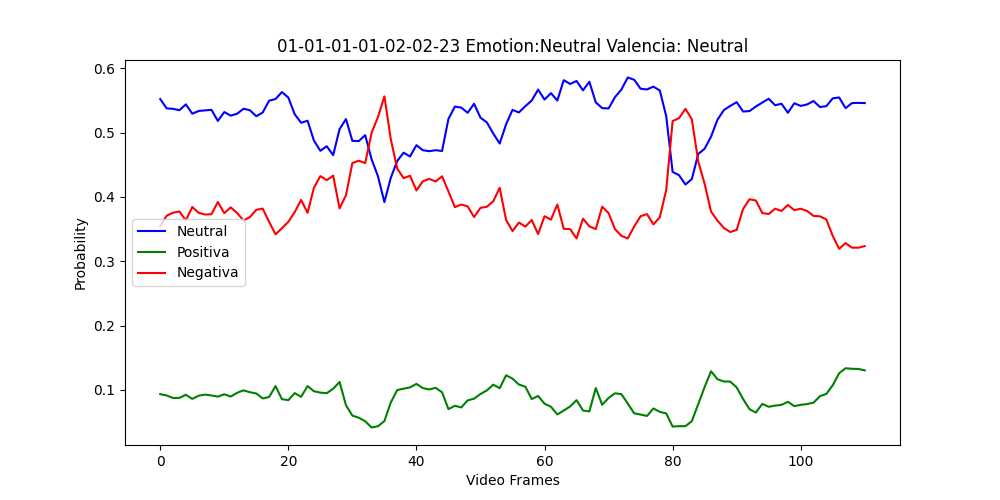 01-01-01-01-02-02-23 Emotion:Neutral Valencia: Neutral
0.6
0.5
0.4
0.3
0.2
0.1
Probability
Neutral
Positiva
Negativa
0 20 40 60 80 100
Video Frames